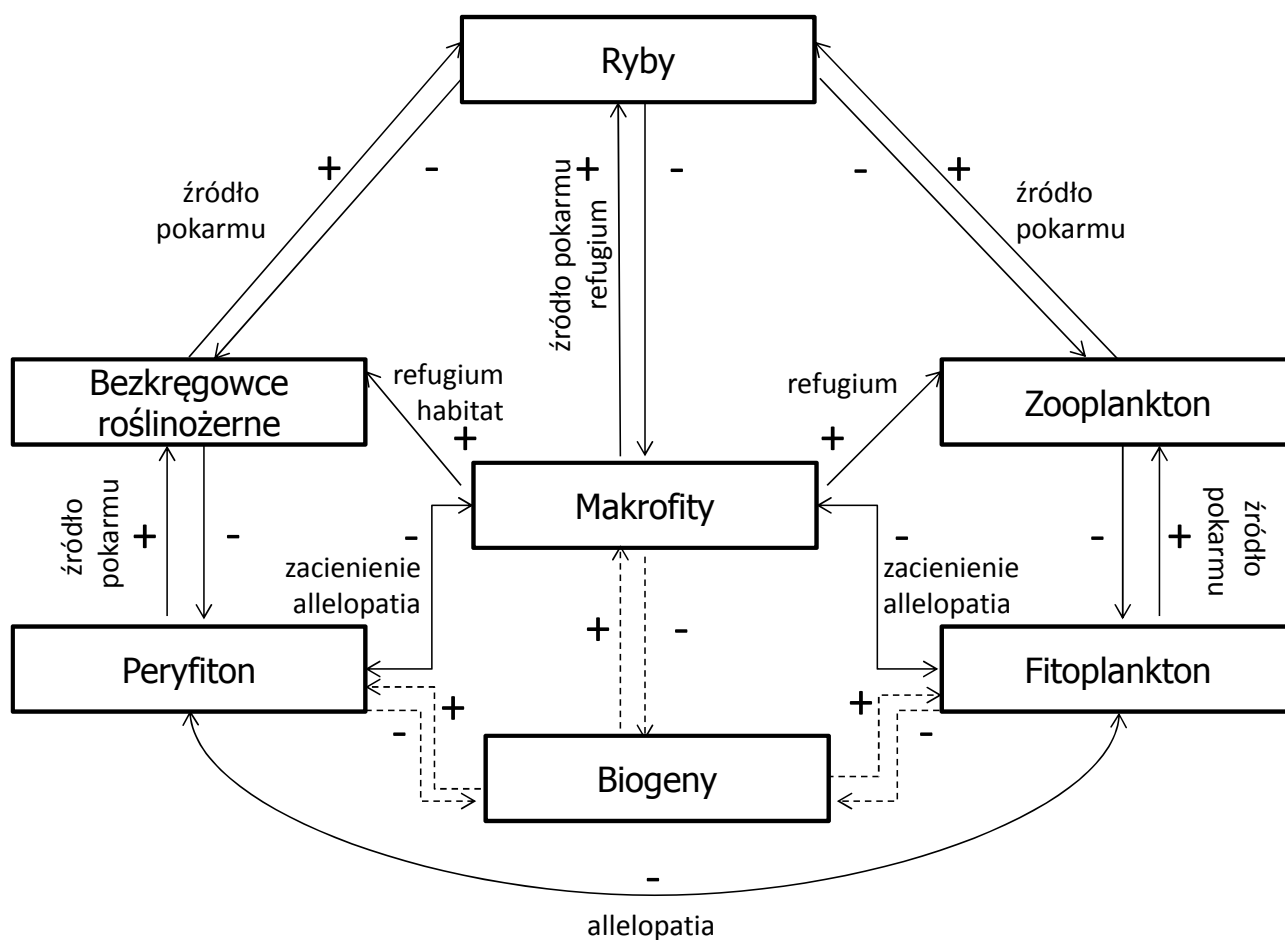 Ryby
+
-
źródło
pokarmu
źródło pokarmu
refugium
+
-
-
+
źródło
pokarmu
Bezkręgowce
roślinożerne
refugium
habitat
+
refugium
+
Zooplankton
Makrofity
źródło
pokarmu
+
-
-
zacienienie
allelopatia
-
zacienienie
allelopatia
-
+
źródło
pokarmu
+
-
Peryfiton
Fitoplankton
+
-
+
-
Biogeny
-
allelopatia